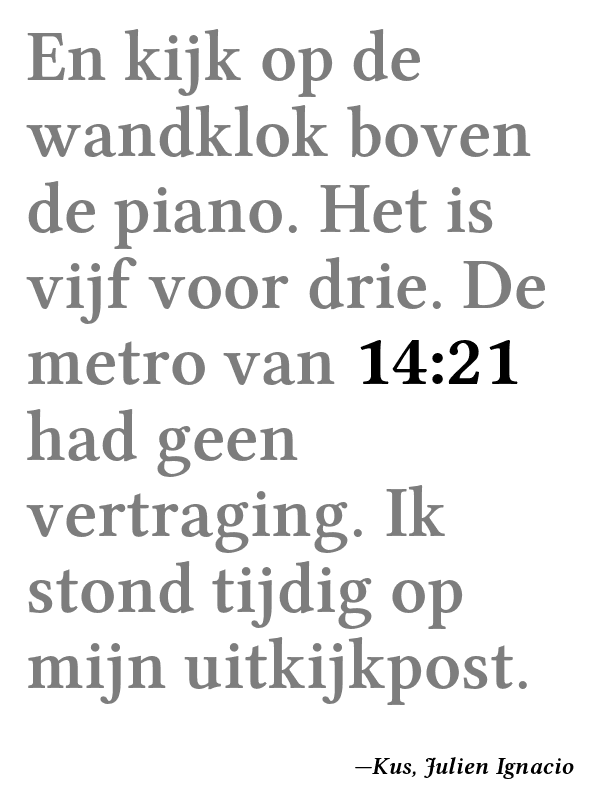 En kijk op de
wandklok boven
de piano. Het is
vijf voor drie. De
metro van 14:21
had geen
vertraging. Ik
stond tijdig op
mijn uitkijkpost.
—Kus, Julien Ignacio